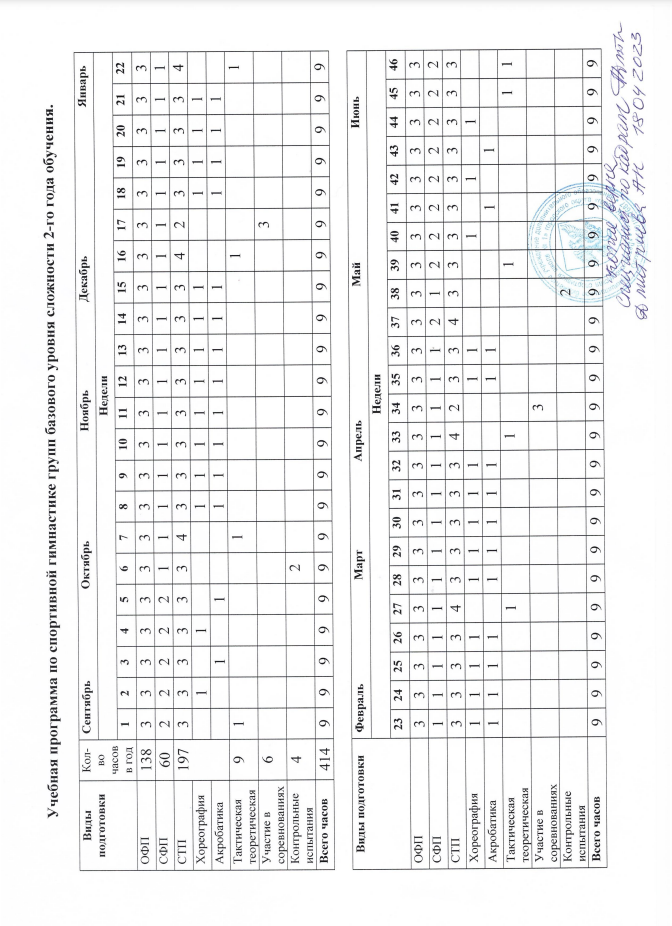 Учебная программа по спортивной гимнастике групп базового уровня сложности 2-го года обучения.
Виды подготовки Кол-во часов в год Сентябрь Октябрь Ноябрь Декабрь Январь
Недели
1 2 3 4 5 6 7 8 9 10 11 12 13 14 15 16 17 18 19 20 21 22
ОФП 138 3 3 3 3 3 3 3 3 3 3 3 3 3 3 3 3 3 3 3 3 3 3
СФП 60 2 2 2 2 2 1 1 1 1 1 1 1 1 1 1 1 1 1 1 1 1 1
СТП 197 3 3 3 3 3 3 4 3 3 3 3 3 3 3 3 4 2 3 3 3 3 4
Хореография 1 1 1 1 1 1 1 1 1 1 1 1 1 1
Акробатика 1 1 1 1 1 1 1 1 1 1 1 1 1 1
Тактическая теоретическая 9 1 1 1 1
Участие в соревнованиях 6 3
Контрольные испытания 4 2
Всего часов 414 9 9 9 9 9 9 9 9 9 9 9 9 9 9 9 9 9 9 9 9 9 9
Виды подготовки Февраль Март Апрель Май Июнь
Недели
23 24 25 26 27 28 29 30 31 32 33 34 35 36 37 38 39 40 41 42 43 44 45 46
ОФП 3 3 3 3 3 3 3 3 3 3 3 3 3 3 3 3 3 3 3 3 3 3 3 3
СФП 1 1 1 1 1 1 1 1 1 1 1 1 1 1 2 1 2 2 2 2 2 2 2 2
СТП 3 3 3 3 4 3 3 3 3 3 4 2 3 3 4 3 3 3 3 3 3 3 3 3
Хореография 1 1 1 1 1 1 1 1 1 1 1 1 1 1
Акробатика 1 1 1 1 1 1 1 1 1 1 1 1 1
Тактическая теоретическая 1 1 1 1 1
Участие в соревнованиях 3
Контрольные испытания 2
Всего часов 9 9 9 9 9 9 9 9 9 9 9 9 9 9 9 9 9 9 9 9 9 9 9 9
Копия верна
Специалист по кадрам
Дмитриева АН 18 04 2023